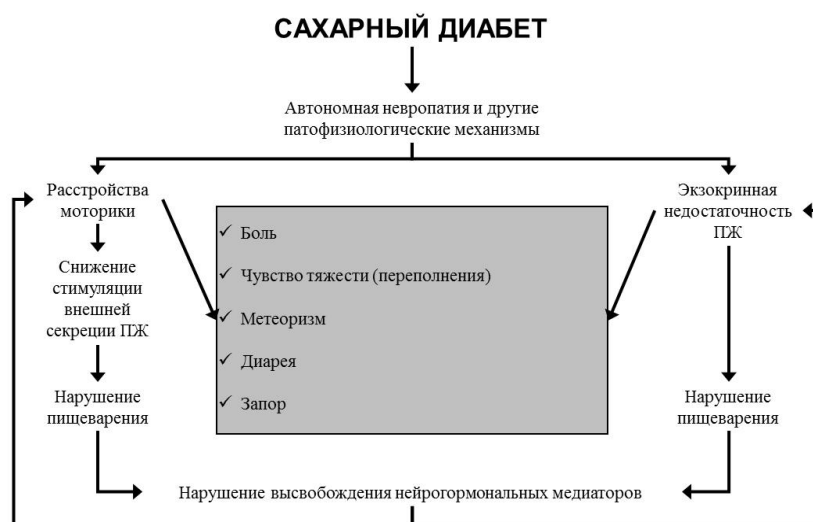 САХАРНЫЙ ДИАБЕТ
Автономная невропатия и другие
патофизиологические механизмы
Расстройства
моторики
Снижение
стимуляции
внешней
секреции ПЖ
Нарушение
пищеварения
✓ Боль
✓ Чувство тяжести (переполнения)
✓ Метеоризм
✓ Диарея
✓ Запор
Экзокринная
недостаточность
ПЖ
Нарушение
пищеварения
Нарушение высвобождения нейрогормональных медиаторов